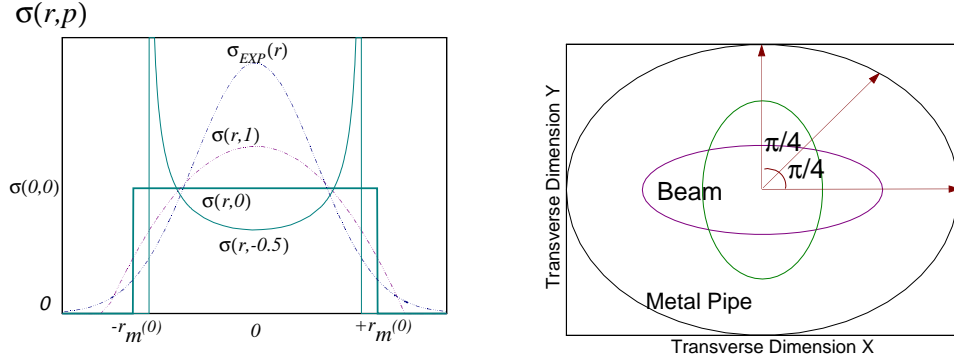 σ(r,p)
σ_EXP(r)
σ(r,1)
σ(0,0)
σ(r,0)
σ(r,-0.5)
0
-r_m^(0)
0
+r_m^(0)
Transverse Dimension Y
π/4
π/4
Beam
Metal Pipe
Transverse Dimension X